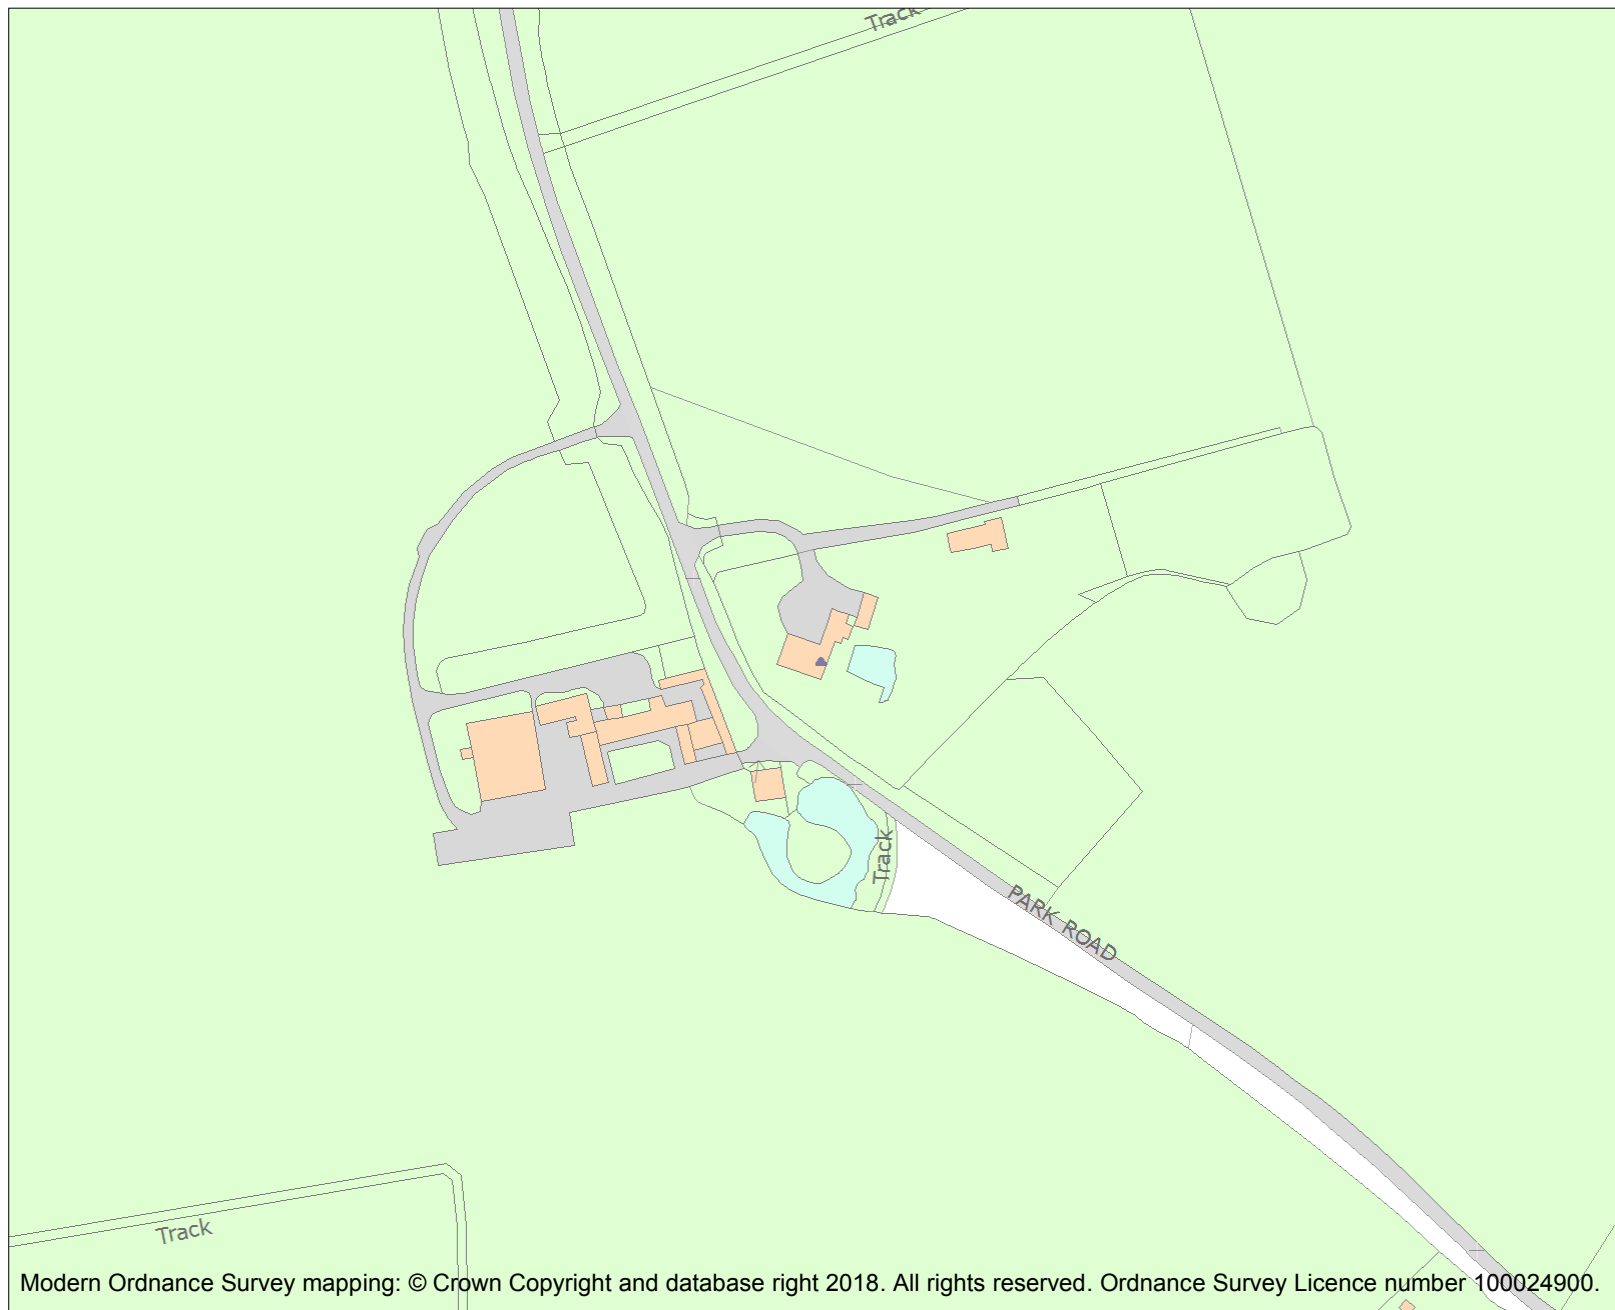 Track
Track
PARK ROAD
Track
Modern Ordnance Survey mapping: © Crown Copyright and database right 2018. All rights reserved. Ordnance Survey Licence number 100024900.